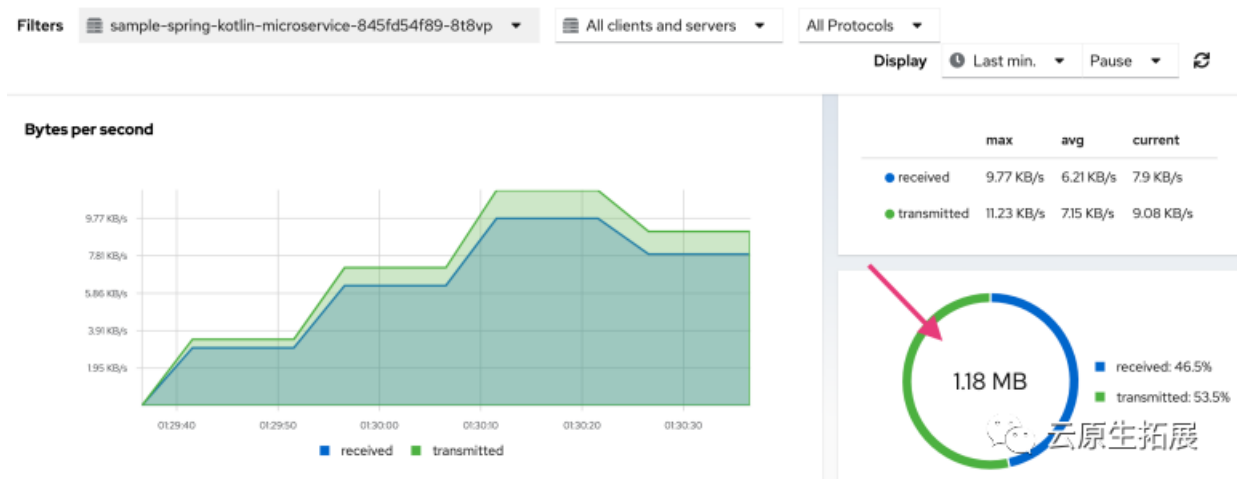 Filters sample-spring-kotlin-microservice-845fd54f89-8t8vp All clients and servers All Protocols
Display Last min. Pause
Bytes per second
9.77 KB/s
7.81 KB/s
5.86 KB/s
3.91 KB/s
1.95 KB/s
01:29:40 01:29:50 01:30:00 01:30:10 01:30:20 01:30:30
received transmitted
max avg current
received 9.77 KB/s 6.21 KB/s 7.9 KB/s
transmitted 11.23 KB/s 7.15 KB/s 9.08 KB/s
1.18 MB
received: 46.5%
transmitted: 53.5%
云原生拓展